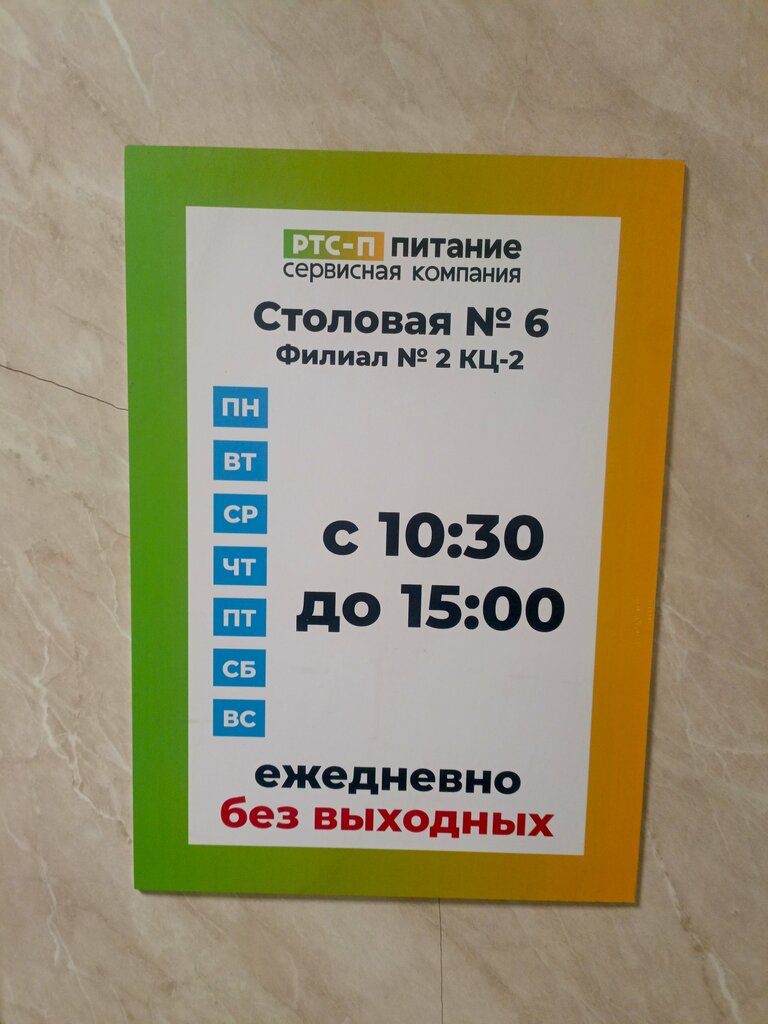 РТС-П питание
сервисная компания
Столовая № 6
Филиал № 2 КЦ-2
ПН
ВТ
СР
ЧТ
ПТ
СБ
ВС
с 10:30
до 15:00
ежедневно
без выходных